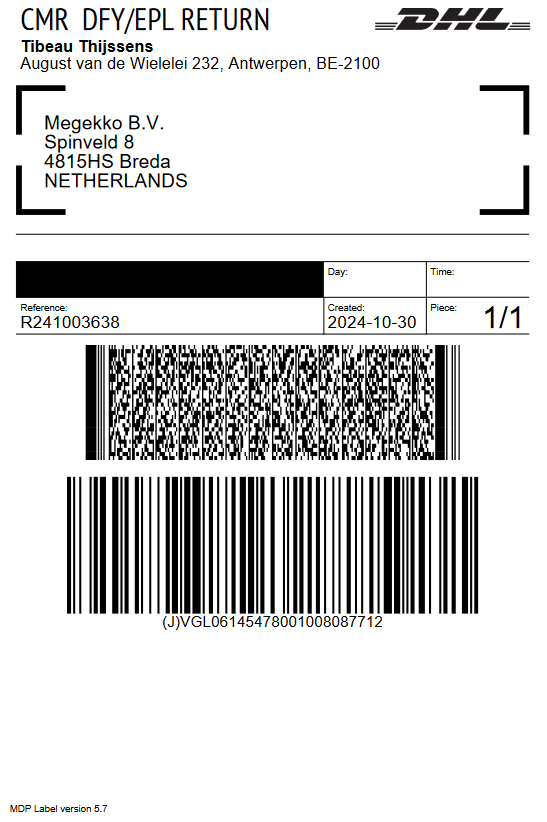 CMR DFY/EPL RETURN
DHL
Tibeau Thijssens
August van de Wielelei 232, Antwerpen, BE-2100
Megekko B.V.
Spinveld 8
4815HS Breda
NETHERLANDS
Day:
Time:
Reference:
R241003638
Created:
2024-10-30
Piece:
1/1
(J)VGL06145478001008087712
MDP Label version 5.7